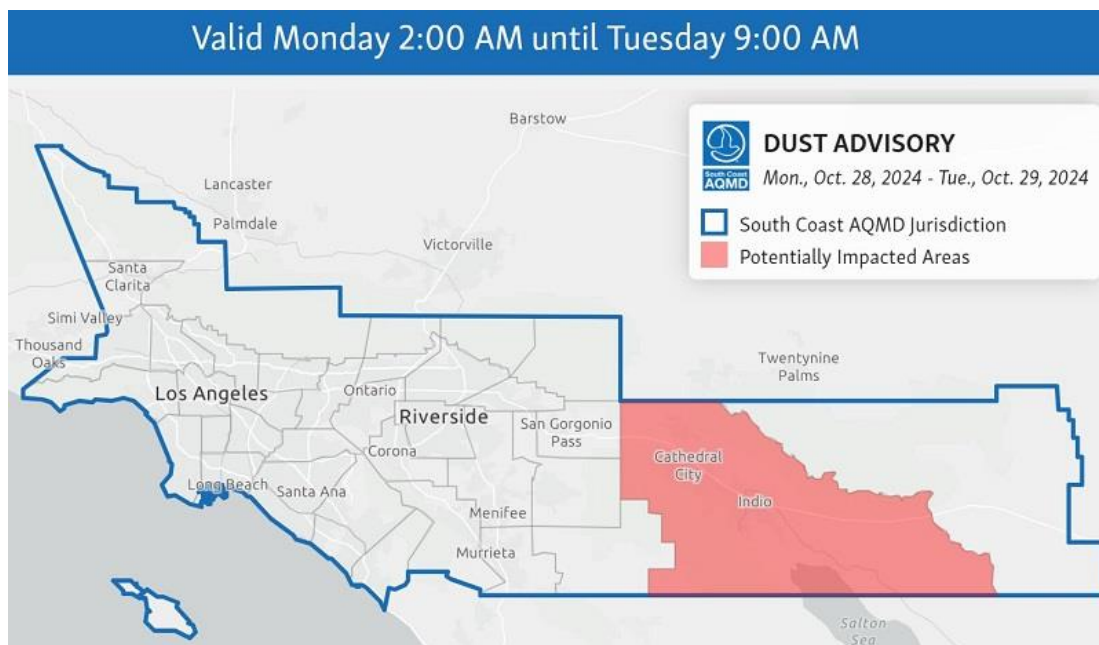 Valid Monday 2:00 AM until Tuesday 9:00 AM
South Coast
AQMD
DUST ADVISORY
Mon., Oct. 28, 2024 - Tue., Oct. 29, 2024
South Coast AQMD Jurisdiction
Potentially Impacted Areas
Barstow
Lancaster
Palmdale
Victorville
Santa
Clarita
Simi Valley
Thousand
Oaks
Twentynine
Palms
Los Angeles
Ontario
Riverside
San Gorgonio
Pass
Corona
Cathedral
City
Long Beach
Santa Ana
Indio
Menifee
Murrieta
Salton
Sea